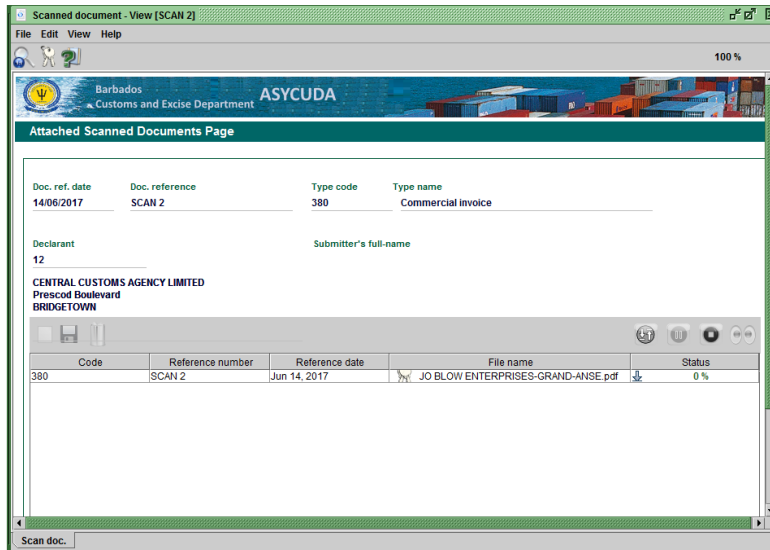 Scanned document - View [SCAN 2]
File Edit View Help
100 %
Barbados
Customs and Excise Department
ASYCUDA
Attached Scanned Documents Page
Doc. ref. date Doc. reference Type code Type name
14/06/2017 SCAN 2 380 Commercial invoice
Declarant Submitter's full-name
12
CENTRAL CUSTOMS AGENCY LIMITED
Prescod Boulevard
BRIDGETOWN
Code Reference number Reference date File name Status
380 SCAN 2 Jun 14, 2017 JO BLOW ENTERPRISES-GRAND-ANSE.pdf 0 %
Scan doc.